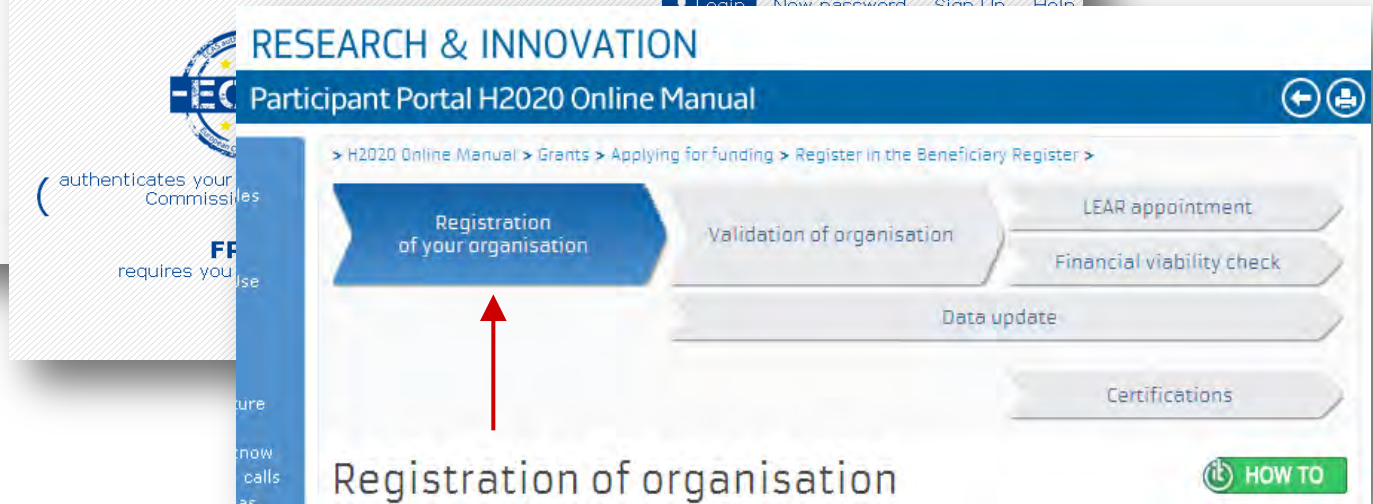 Login New password Sign Up Help
RESEARCH & INNOVATION
Participant Portal H2020 Online Manual
> H2020 Online Manual > Grants > Applying for funding > Register in the Beneficiary Register >
authenticates your
Registration
of your organisation
Validation of organisation
LEAR appointment
Financial viability check
requires you
Data update
Certifications
calls
Registration of organisation
HOW TO